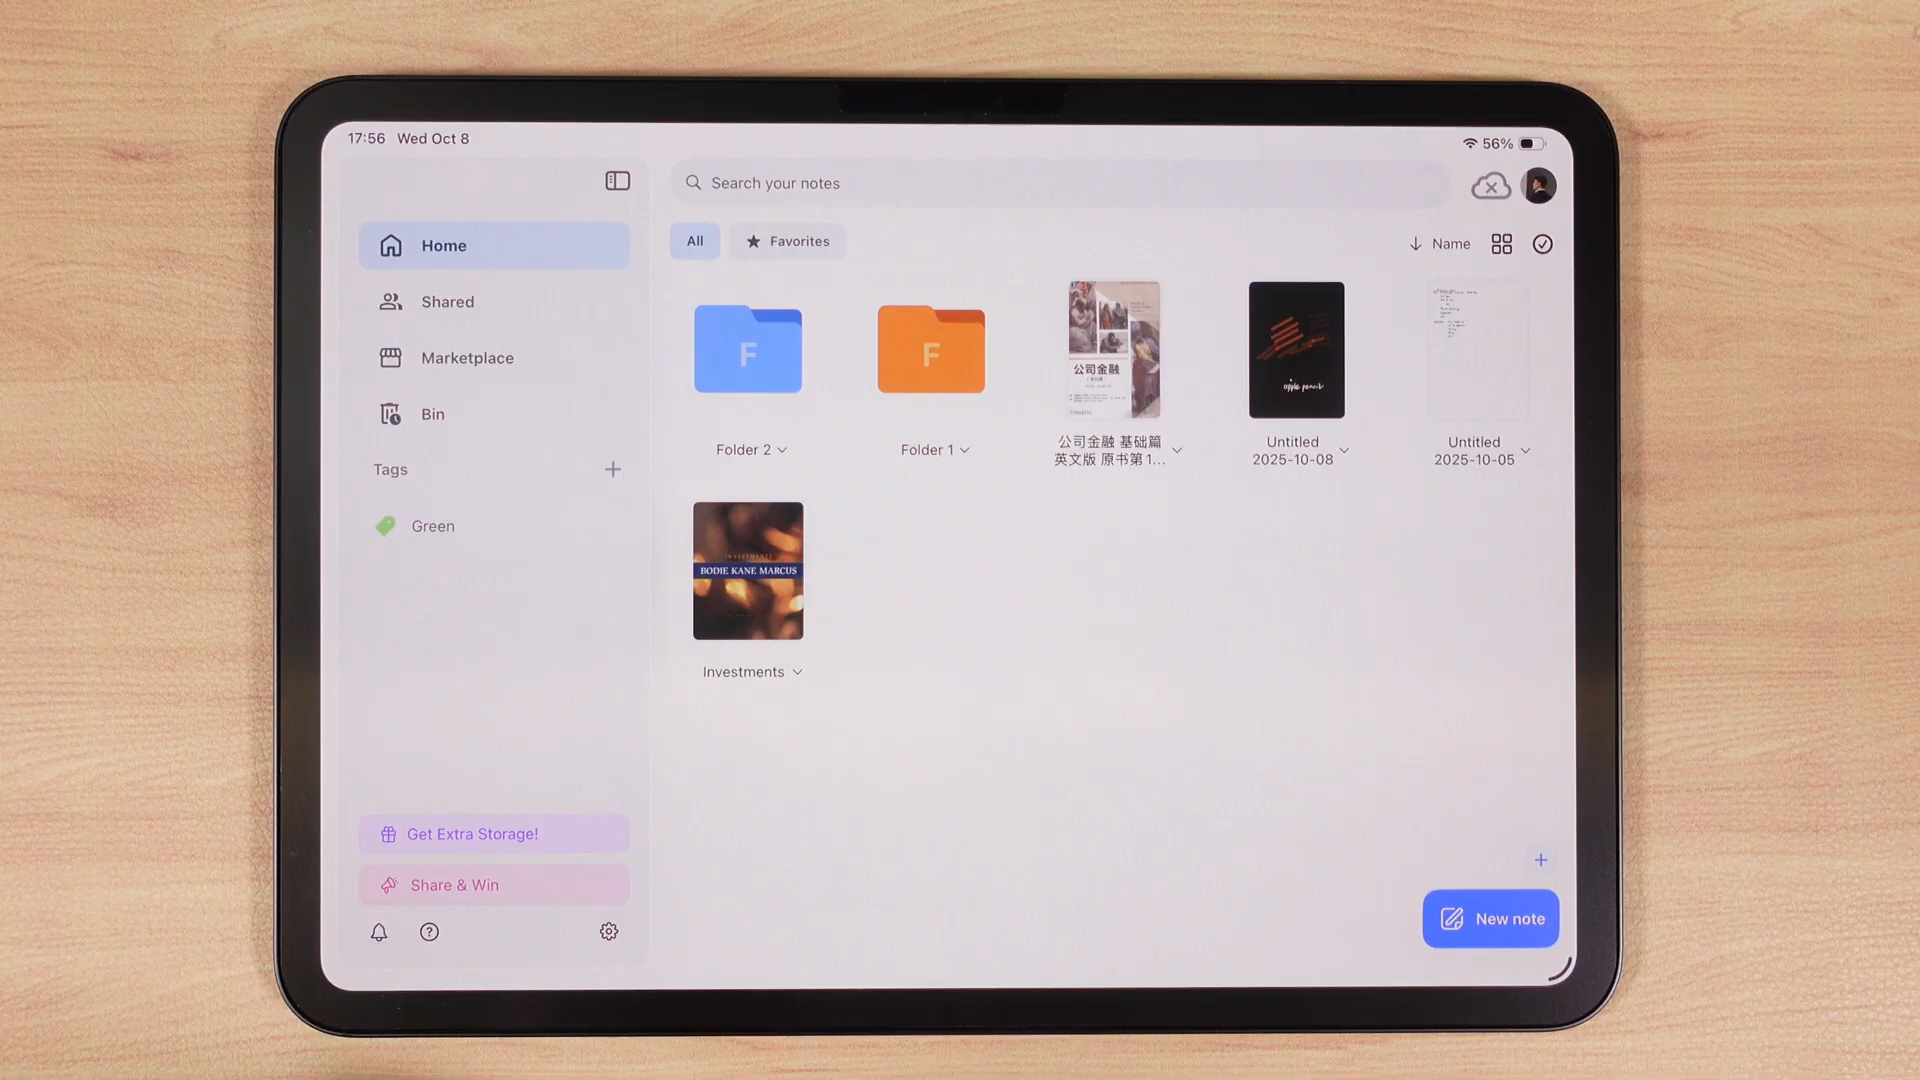 17:56 Wed Oct 8
56%
Home
Shared
Marketplace
Bin
Tags
Green
Get Extra Storage!
Share & Win
Search your notes
All
Favorites
Name
F
F
公司金融
apple pencil
Folder 2
Folder 1
公司金融 基础篇
英文版 原书第1...
Untitled
2025-10-08
Untitled
2025-10-05
INVESTMENTS
BODIE KANE MARCUS
Investments
New note